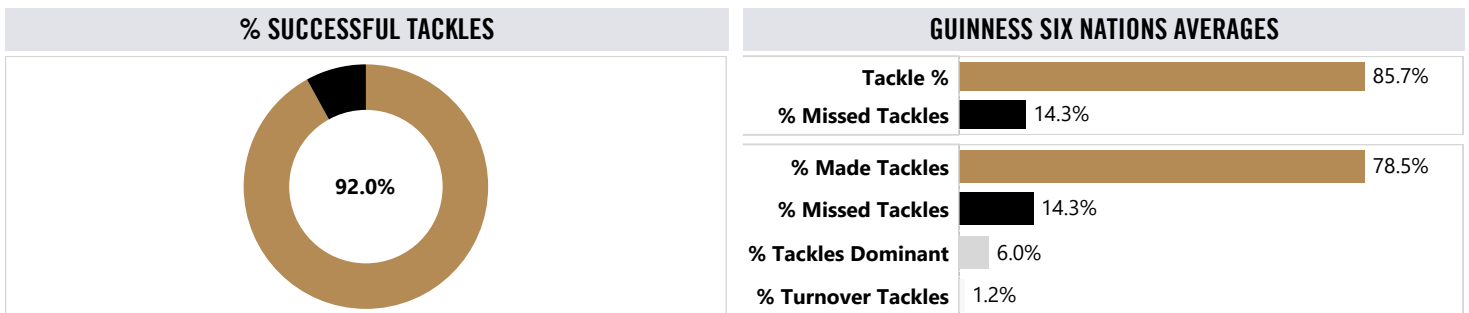 % SUCCESSFUL TACKLES
92.0%
GUINNESS SIX NATIONS AVERAGES
Tackle % 85.7%
% Missed Tackles 14.3%
% Made Tackles 78.5%
% Missed Tackles 14.3%
% Tackles Dominant 6.0%
% Turnover Tackles 1.2%